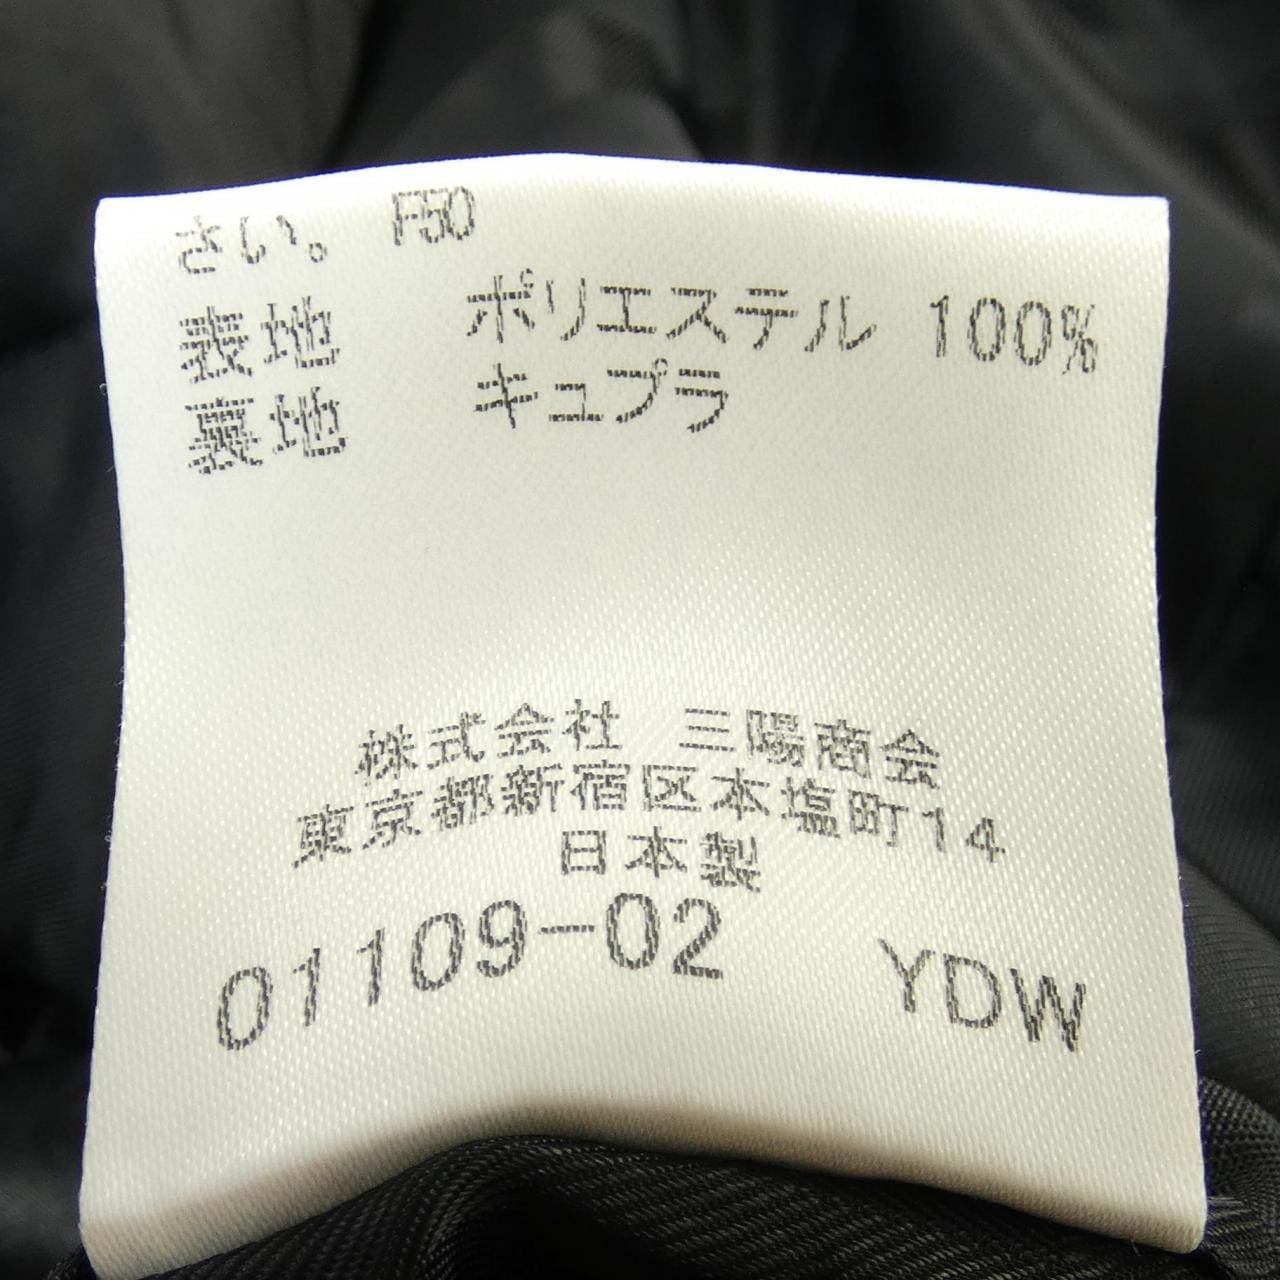 さい。 F50
表地 ポリエステル 100%
裏地 キュプラ
株式会社 三陽商会
東京都新宿区本塩町14
日本製
01109-02 YDW